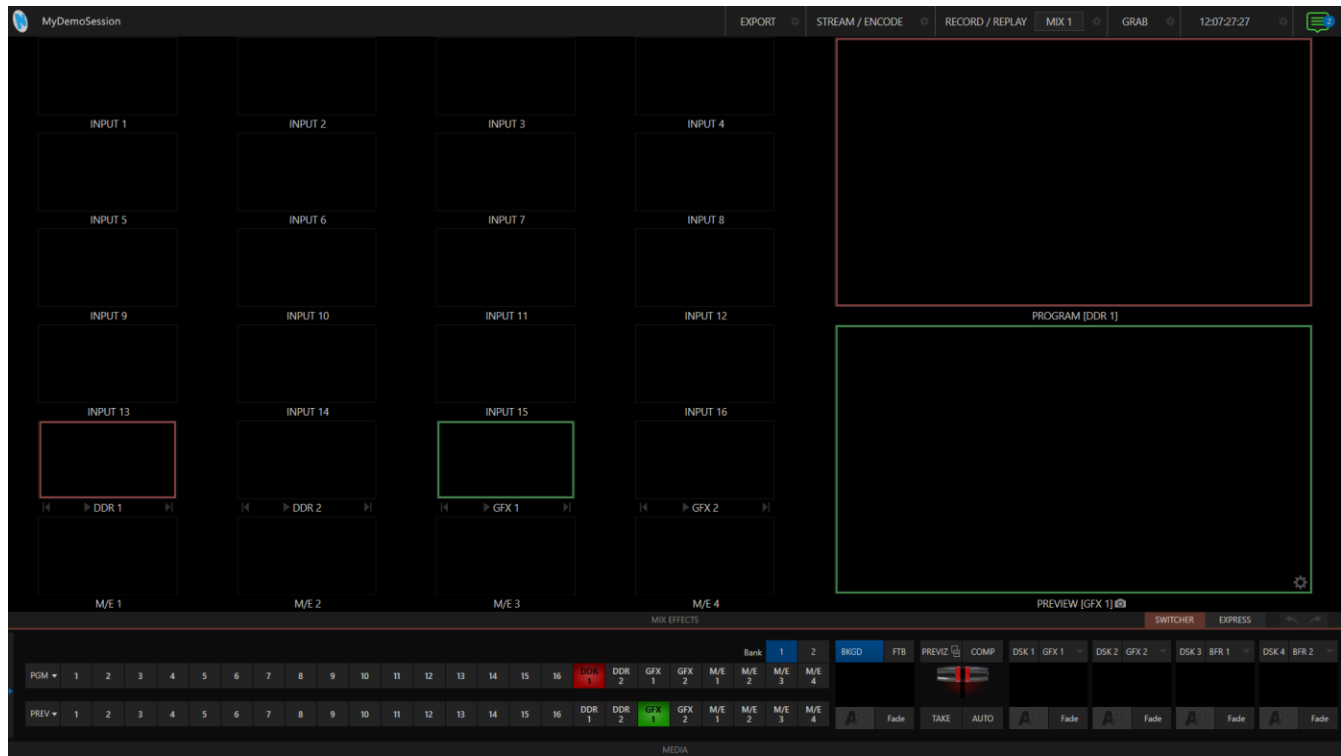 MyDemoSession EXPORT STREAM / ENCODE RECORD / REPLAY MIX 1 GRAB 12:07:27:27 2
INPUT 1 INPUT 2 INPUT 3 INPUT 4
INPUT 5 INPUT 6 INPUT 7 INPUT 8
INPUT 9 INPUT 10 INPUT 11 INPUT 12
PROGRAM [DDR 1]
INPUT 13 INPUT 14 INPUT 15 INPUT 16
DDR 1 DDR 2 GFX 1 GFX 2
M/E 1 M/E 2 M/E 3 M/E 4
PREVIEW [GFX 1]
MIX EFFECTS SWITCHER EXPRESS
Bank 1 2 BKGD FTB PREVIZ COMP DSK 1 GFX 1 DSK 2 GFX 2 DSK 3 BFR 1 DSK 4 BFR 2
PGM 1 2 3 4 5 6 7 8 9 10 11 12 13 14 15 16 DDR 1 DDR 2 GFX 1 GFX 2 M/E 1 M/E 2 M/E 3 M/E 4
PREV 1 2 3 4 5 6 7 8 9 10 11 12 13 14 15 16 DDR 1 DDR 2 GFX 1 GFX 2 M/E 1 M/E 2 M/E 3 M/E 4
A Fade TAKE AUTO A Fade A Fade A Fade A Fade
MEDIA